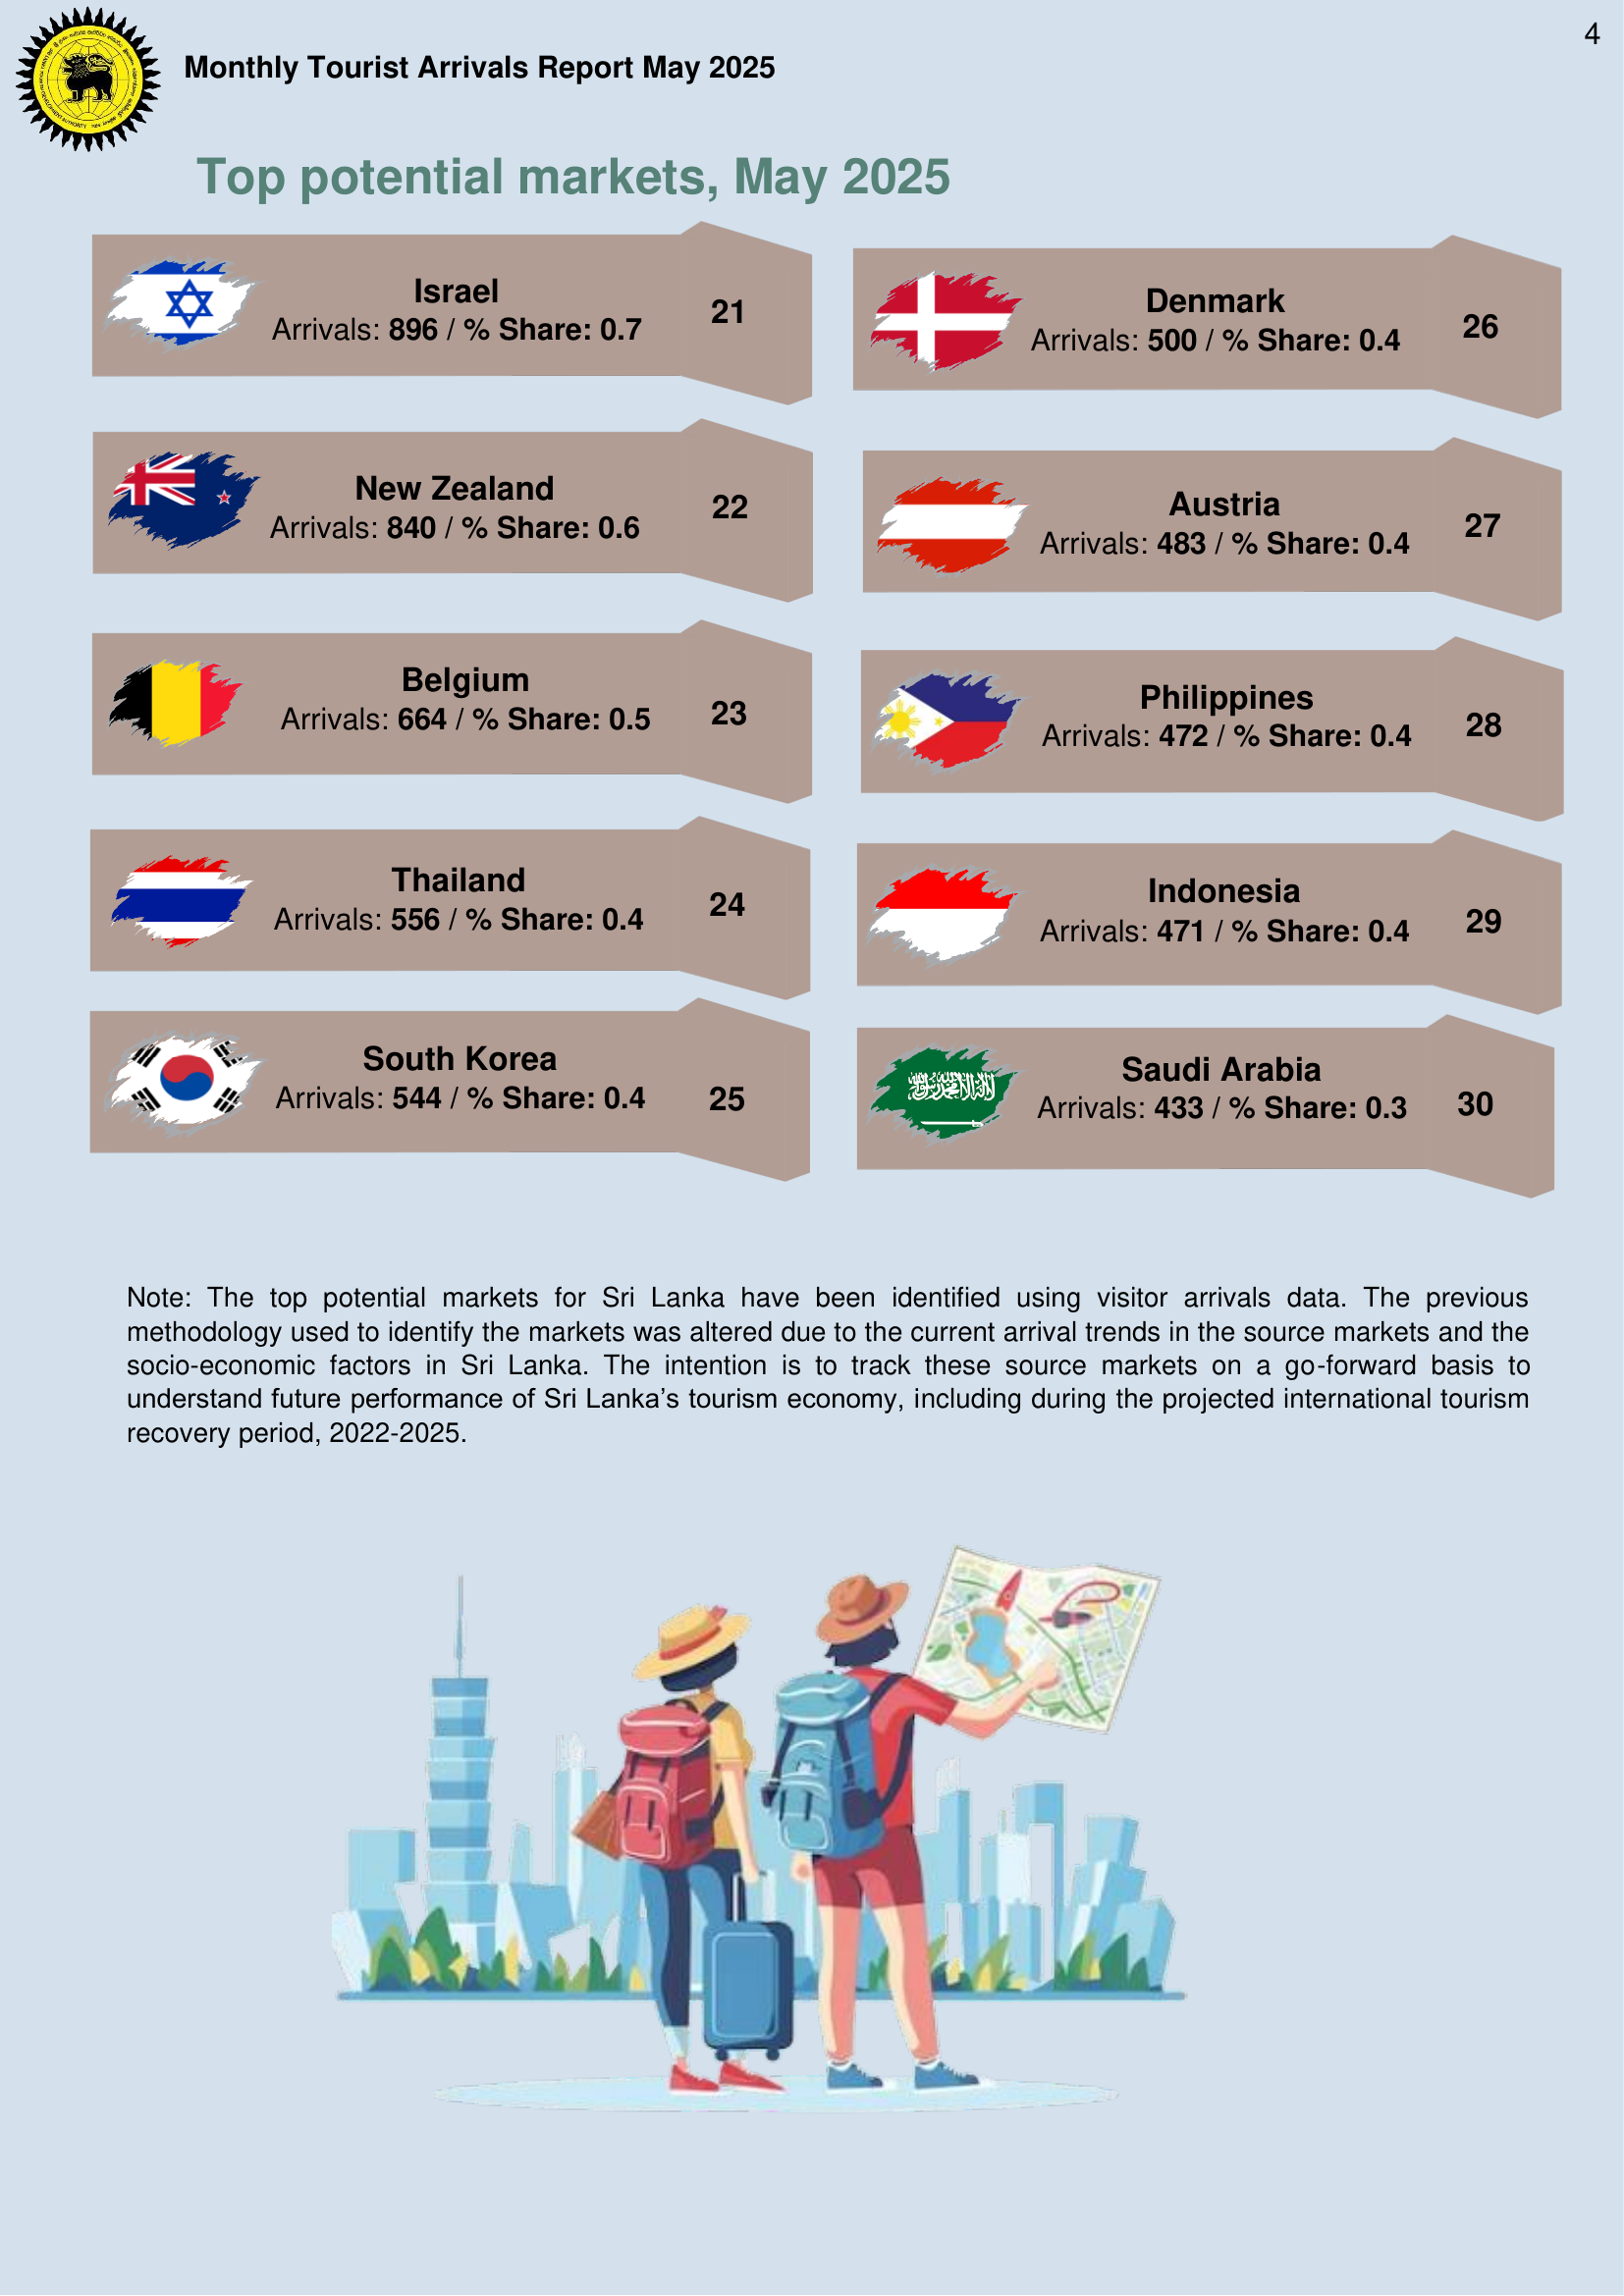 4
Monthly Tourist Arrivals Report May 2025
Top potential markets, May 2025
Israel
Arrivals: 896 / % Share: 0.7
21
New Zealand
Arrivals: 840 / % Share: 0.6
22
Belgium
Arrivals: 664 / % Share: 0.5
23
Thailand
Arrivals: 556 / % Share: 0.4
24
South Korea
Arrivals: 544 / % Share: 0.4
25
Denmark
Arrivals: 500 / % Share: 0.4
26
Austria
Arrivals: 483 / % Share: 0.4
27
Philippines
Arrivals: 472 / % Share: 0.4
28
Indonesia
Arrivals: 471 / % Share: 0.4
29
Saudi Arabia
Arrivals: 433 / % Share: 0.3
30
Note: The top potential markets for Sri Lanka have been identified using visitor arrivals data. The previous
methodology used to identify the markets was altered due to the current arrival trends in the source markets and the
socio-economic factors in Sri Lanka. The intention is to track these source markets on a go-forward basis to
understand future performance of Sri Lanka’s tourism economy, including during the projected international tourism
recovery period, 2022-2025.